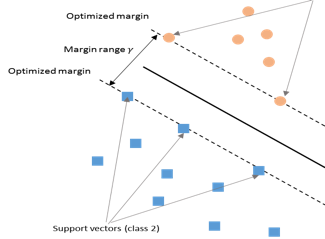 Optimized margin
Margin range γ
Optimized margin
Support vectors (class 2)